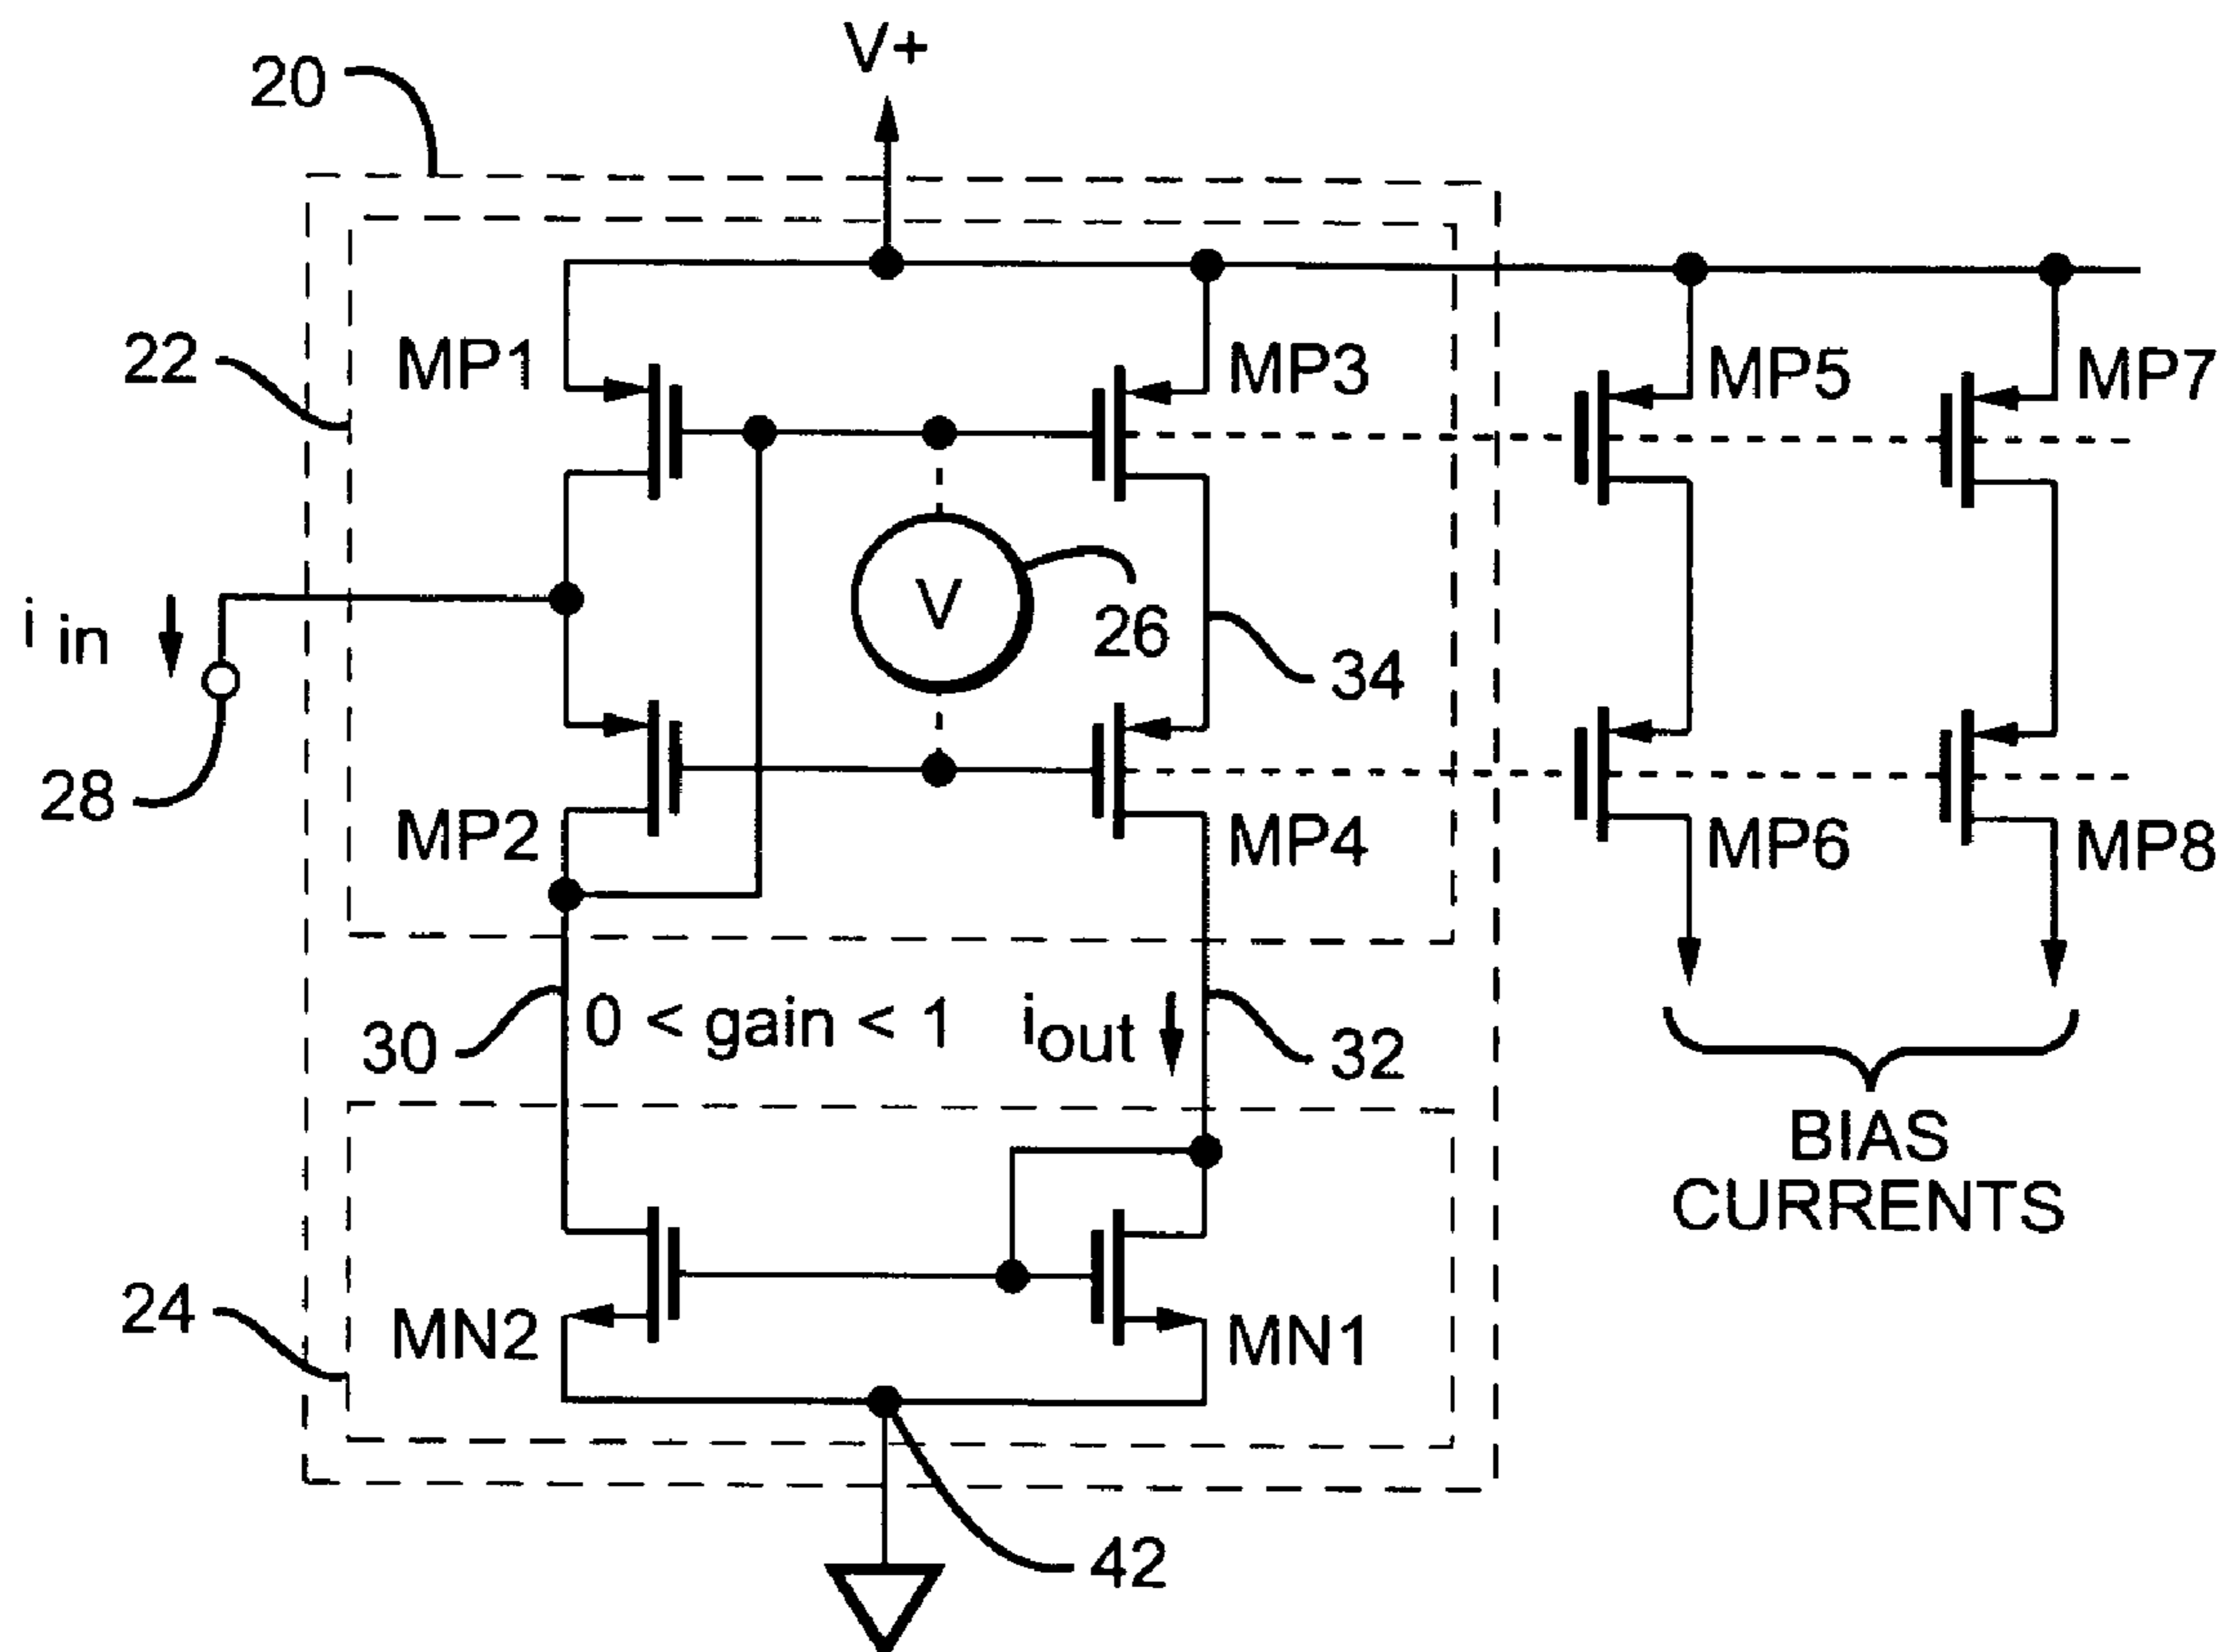 V+
20
22
MP1
MP3
MP5
MP7
i in
V
26
34
28
MP2
MP4
MP6
MP8
30
0 < gain < 1
iout
32
BIAS
CURRENTS
24
MN2
MN1
42